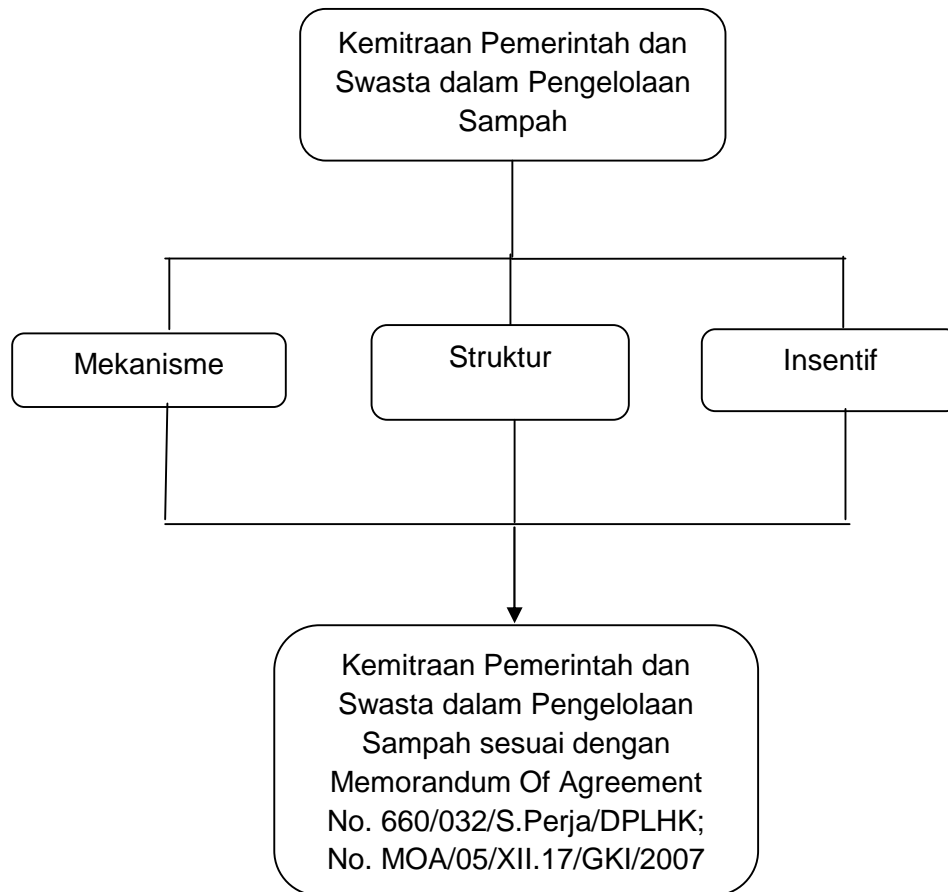 Kemitraan Pemerintah dan
Swasta dalam Pengelolaan
Sampah
Mekanisme
Struktur
Insentif
Kemitraan Pemerintah dan
Swasta dalam Pengelolaan
Sampah sesuai dengan
Memorandum Of Agreement
No. 660/032/S.Perja/DPLHK;
No. MOA/05/XII.17/GKI/2007